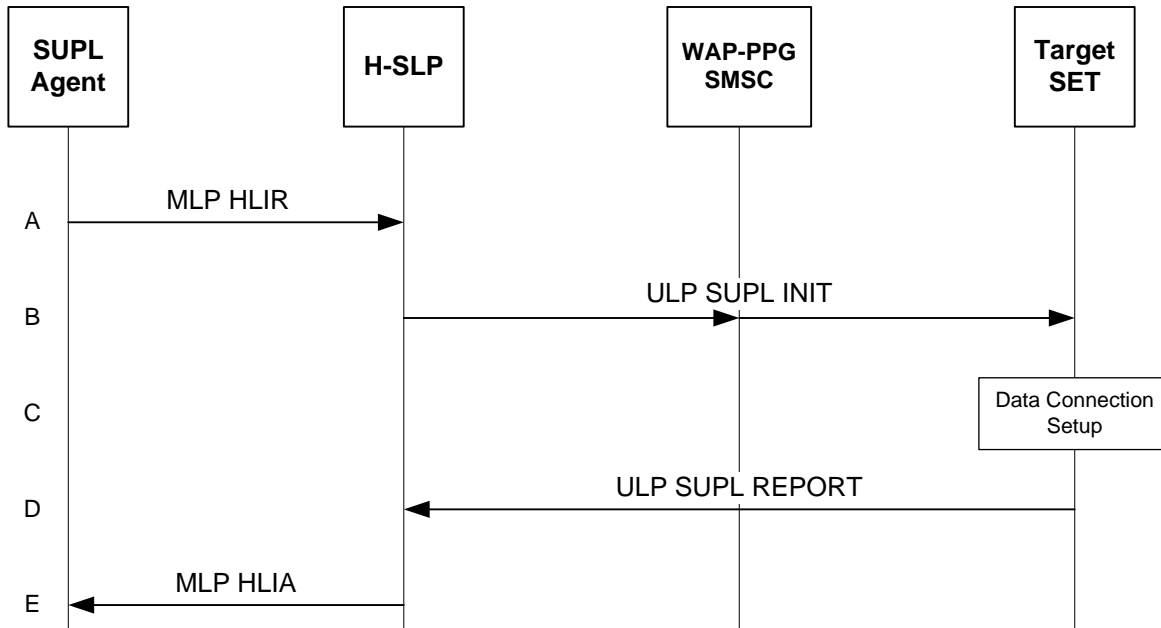 SUPL
Agent
H-SLP
WAP-PPG
SMSC
Target
SET
MLP HLIR
A
ULP SUPL INIT
B
Data Connection
Setup
C
ULP SUPL REPORT
D
MLP HLIA
E